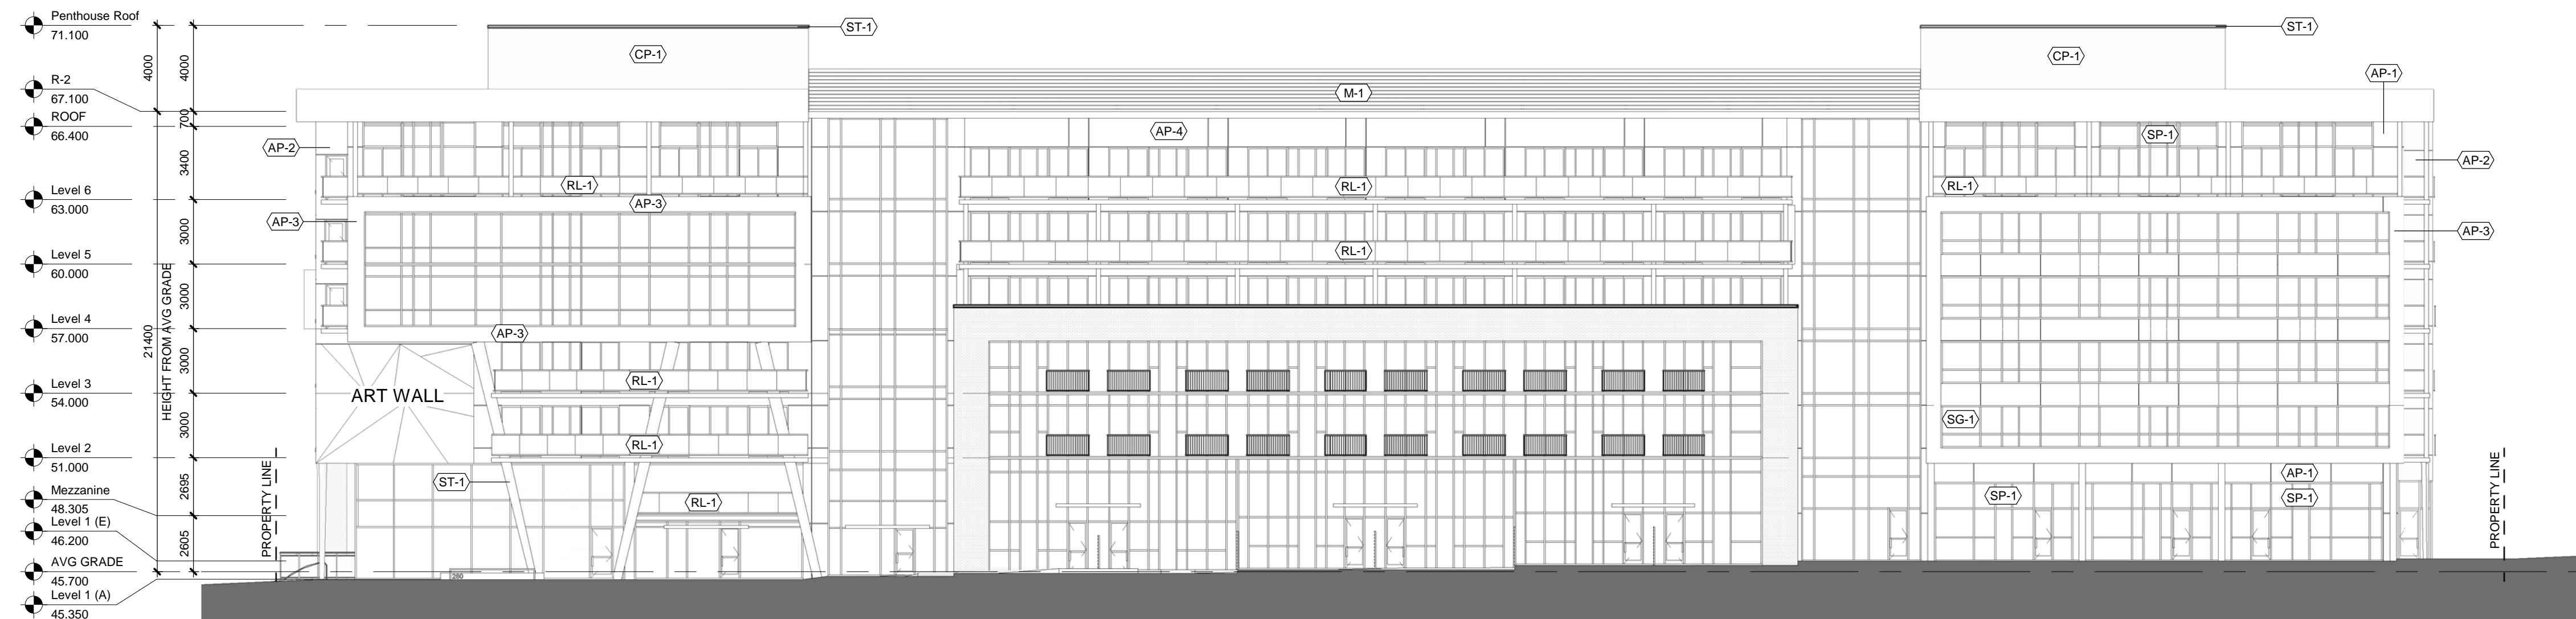 Penthouse Roof
71.100
R-2
67.100
ROOF
66.400
Level 6
63.000
Level 5
60.000
Level 4
57.000
Level 3
54.000
Level 2
51.000
Mezzanine
48.305
Level 1 (E)
46.200
AVG GRADE
45.700
Level 1 (A)
45.350
4000
21400
HEIGHT FROM AVG GRADE
4000
700
3400
3000
3000
3000
3000
2695
2605
PROPERTY LINE
ST-1
CP-1
AP-2
RL-1
AP-3
AP-3
AP-3
RL-1
ART WALL
RL-1
ST-1
RL-1
260
M-1
AP-4
RL-1
RL-1
ST-1
CP-1
AP-1
SP-1
AP-2
RL-1
AP-3
SG-1
AP-1
SP-1
SP-1
PROPERTY LINE